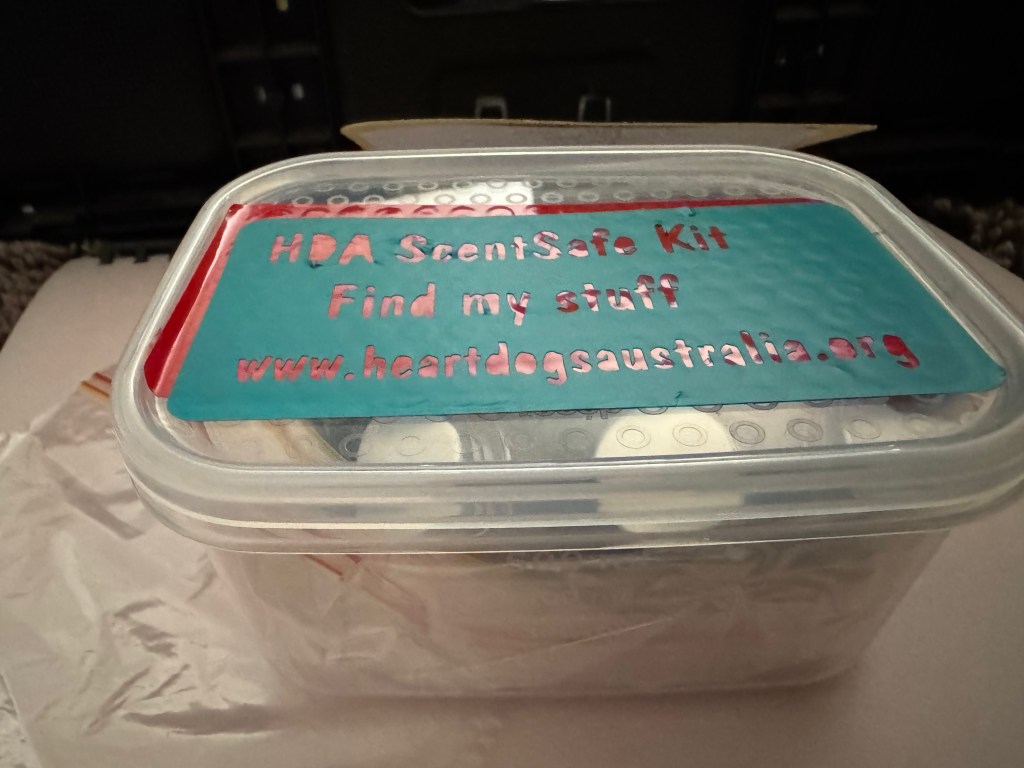 HDA ScentSafe Kit
Find my stuff
www.heartdogsaustralia.org